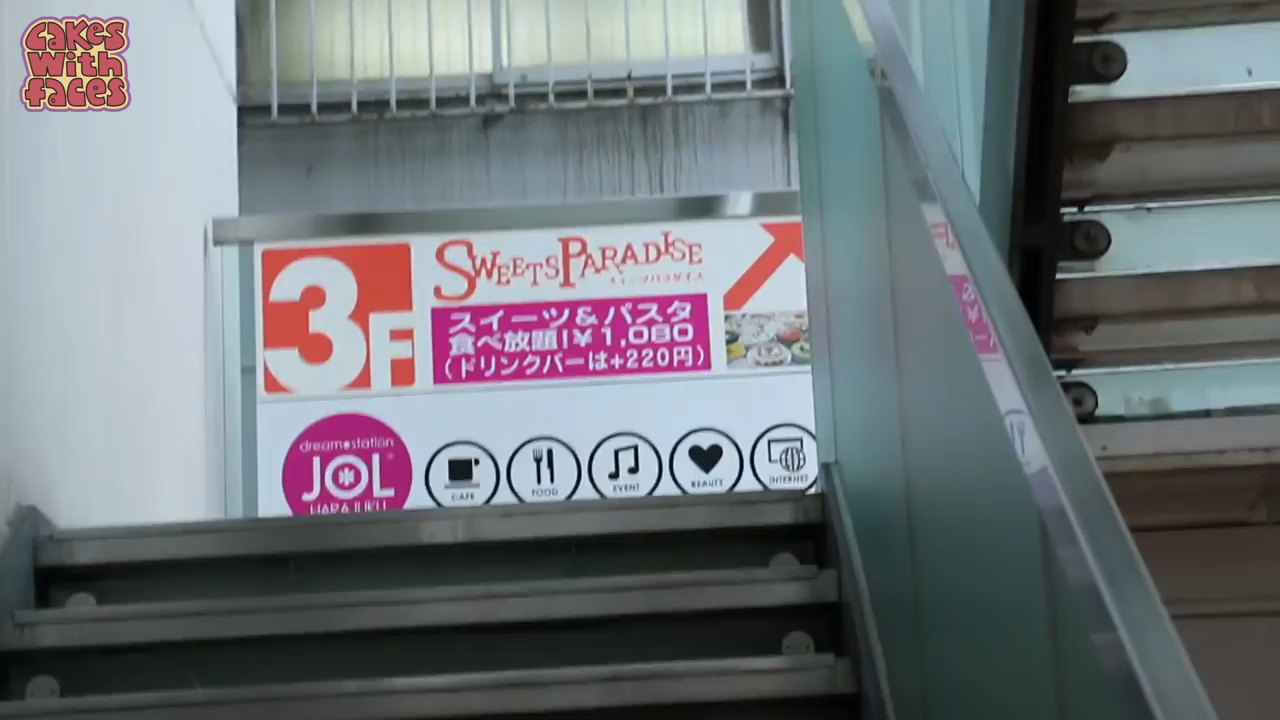 Cakes
With
faces
3F
SWEETSPARADISE
スイーツパラダイス
スイーツ&パスタ
食べ放題!¥1,080
(ドリンクバーは+220円)
dream station
JOL
HARAJUKU
CAFE
FOOD
EVENT
BEAUTY
INTERNET